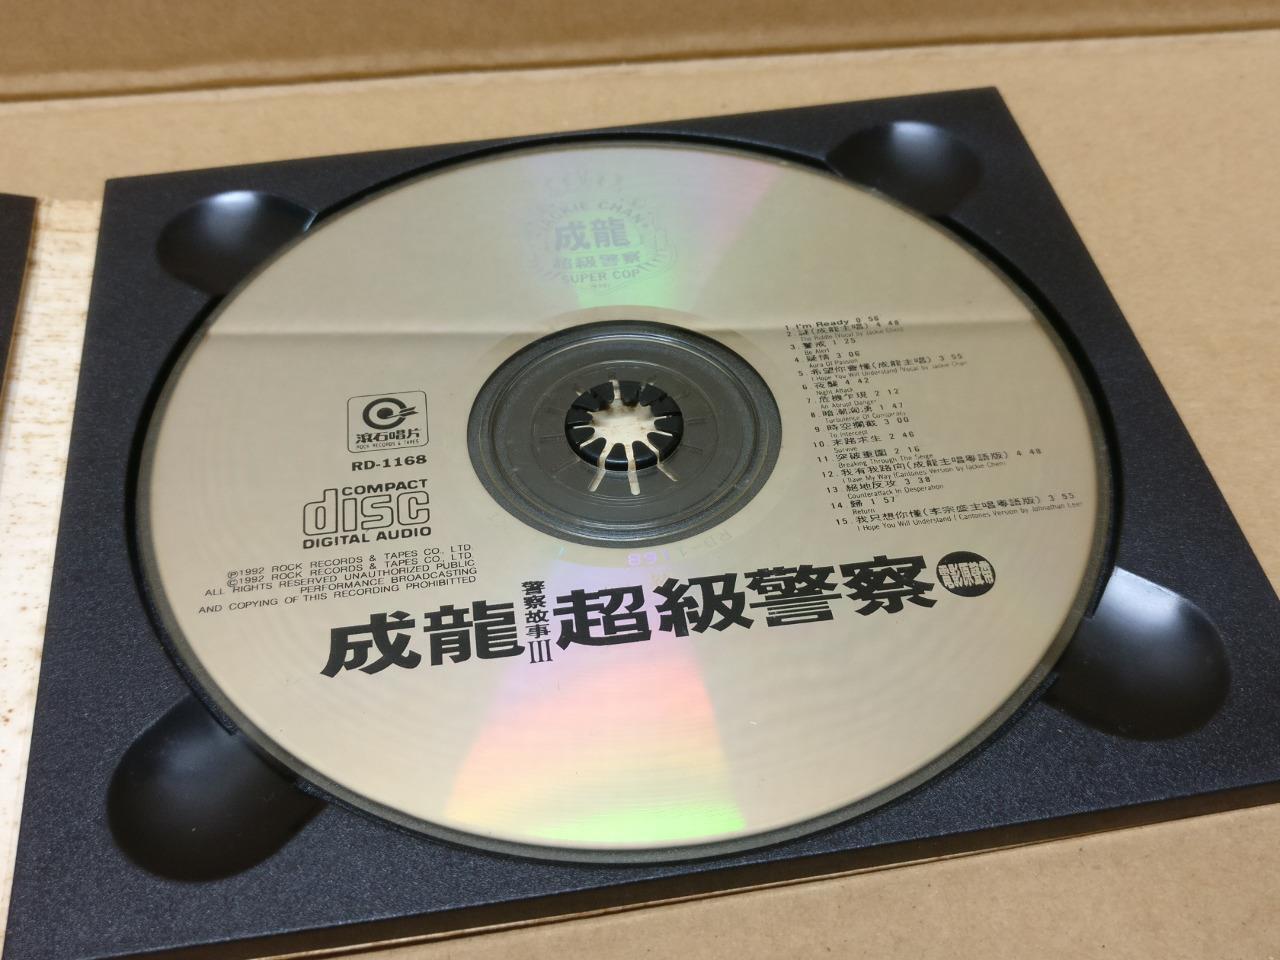 JACKIE CHAN
成龍
超級警察
SUPER COP
滾石唱片
ROCK RECORDS & TAPES
RD-1168
COMPACT
disc
DIGITAL AUDIO
℗1992 ROCK RECORDS & TAPES CO., LTD.
©1992 ROCK RECORDS & TAPES CO., LTD.
ALL RIGHTS RESERVED UNAUTHORIZED PUBLIC
PERFORMANCE BROADCASTING
AND COPYING OF THIS RECORDING PROHIBITTED
1. I'm Ready 0 56
2. 謎(成龍主唱) 4 48
The Riddle (Vocal by Jackie Chen)
3. 警戒 1 25
Be Alert
4. 疑情 3 06
Aura Of Passion
5. 希望你會懂(成龍主唱) 3 55
I Hope You Will Understand (Vocal by Jackie Chan
6 夜襲 4 42
Night Attack
7. 危機乍現 2 12
An Abrupt Danger
8 暗潮洶湧 1 47
Turbulence Of Conspiracy
9 時空攔截 3 00
To Intercept
10. 末路求生 2 46
Survive
11. 突破重圍 2 16
Breaking Through The Seige
12. 我有我路向(成龍主唱粵語版) 4 48
I Have My Way (Cantones Version by Jackie Chen)
13 絕地反攻 3 38
Counterattack In Desperation
14 歸 1 57
Return
15. 我只想你懂(李宗盛主唱粵語版) 3 55
I Hope You Will Understand ( Cantones Version by Johnathan Lee)
成龍
警察故事III
超級警察
電影原聲帶